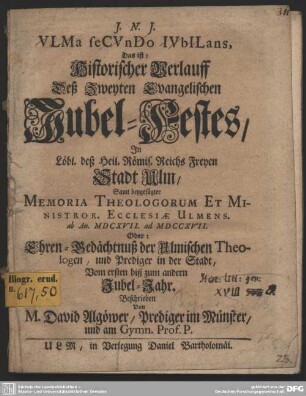 J. N. J.
VLMa seCVnDo IVbILans,
Das ist:
Historischer Verlauff
Deß Zweyten Evangelischen
Jubel-Festes/
In
Löbl. deß Heil. Römis. Reichs Freyen
Stadt Ulm/
Samt beygefügter
MEMORIA THEOLOGORUM ET MI-
NISTROR. ECCLESIÆ ULMENS.
ab An. MDCXVII. ad MDCCXVII.
Oder:
Ehren-Gedächtnuß der Ulmischen Theo-
logen, und Prediger in der Stadt,
Vom ersten biß zum andern
Jubel-Jahr.
Beschrieben
Von
M. David Algöwer/ Prediger im Münster/
und am Gymn. Prof. P.
ULM, in Verlegung Daniel Bartholomäi.
Biogr. erud.
n. 617,50
XVIII